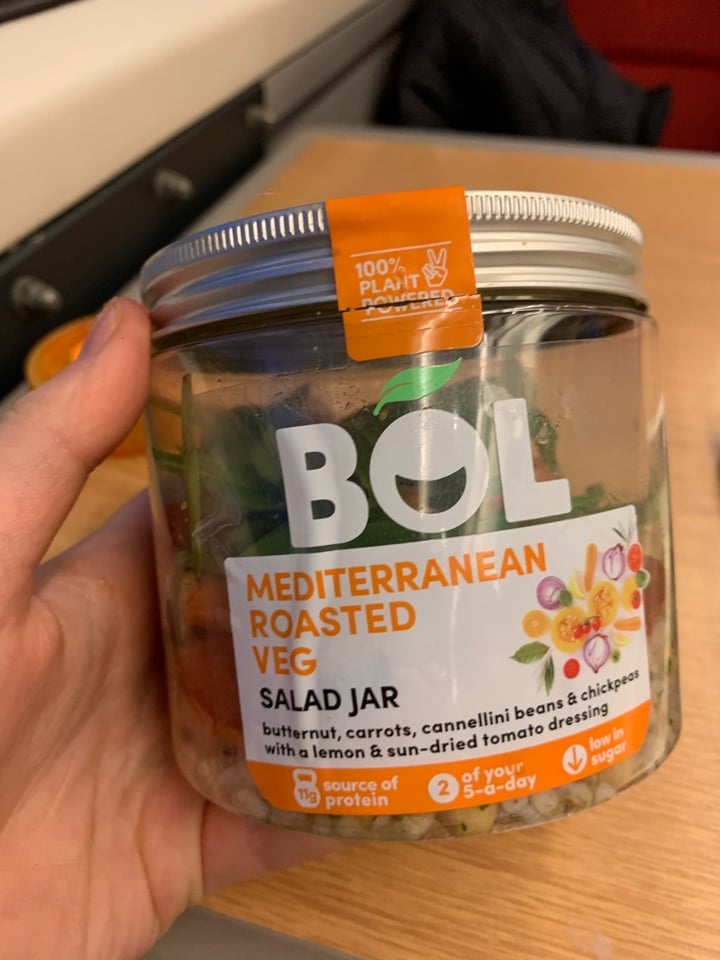 100%
PLANT
POWERED
BOL
MEDITERRANEAN
ROASTED
VEG
SALAD JAR
butternut, carrots, cannellini beans & chickpeas
with a lemon & sun-dried tomato dressing
11g
source of
protein
2
of your
5-a-day
low in
sugar